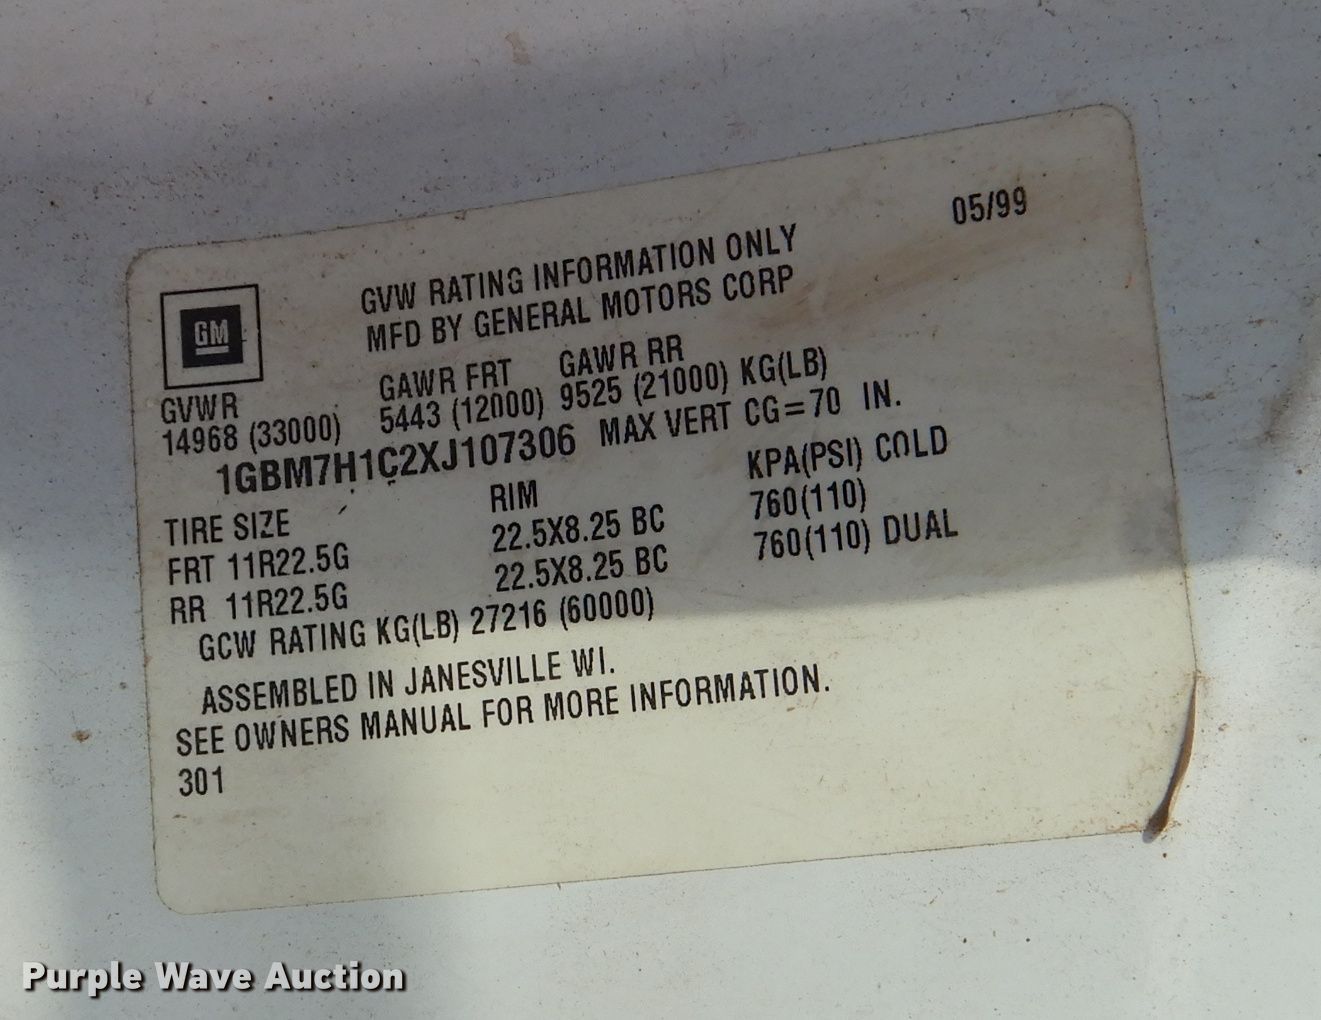 05/99
GM
GVW RATING INFORMATION ONLY
MFD BY GENERAL MOTORS CORP
GVWR GAWR FRT GAWR RR
14968 (33000) 5443 (12000) 9525 (21000) KG(LB)
1GBM7H1C2XJ107306 MAX VERT CG=70 IN.
TIRE SIZE RIM KPA(PSI) COLD
FRT 11R22.5G 22.5X8.25 BC 760(110)
RR 11R22.5G 22.5X8.25 BC 760(110) DUAL
GCW RATING KG(LB) 27216 (60000)
ASSEMBLED IN JANESVILLE WI.
SEE OWNERS MANUAL FOR MORE INFORMATION.
301
Purple Wave Auction